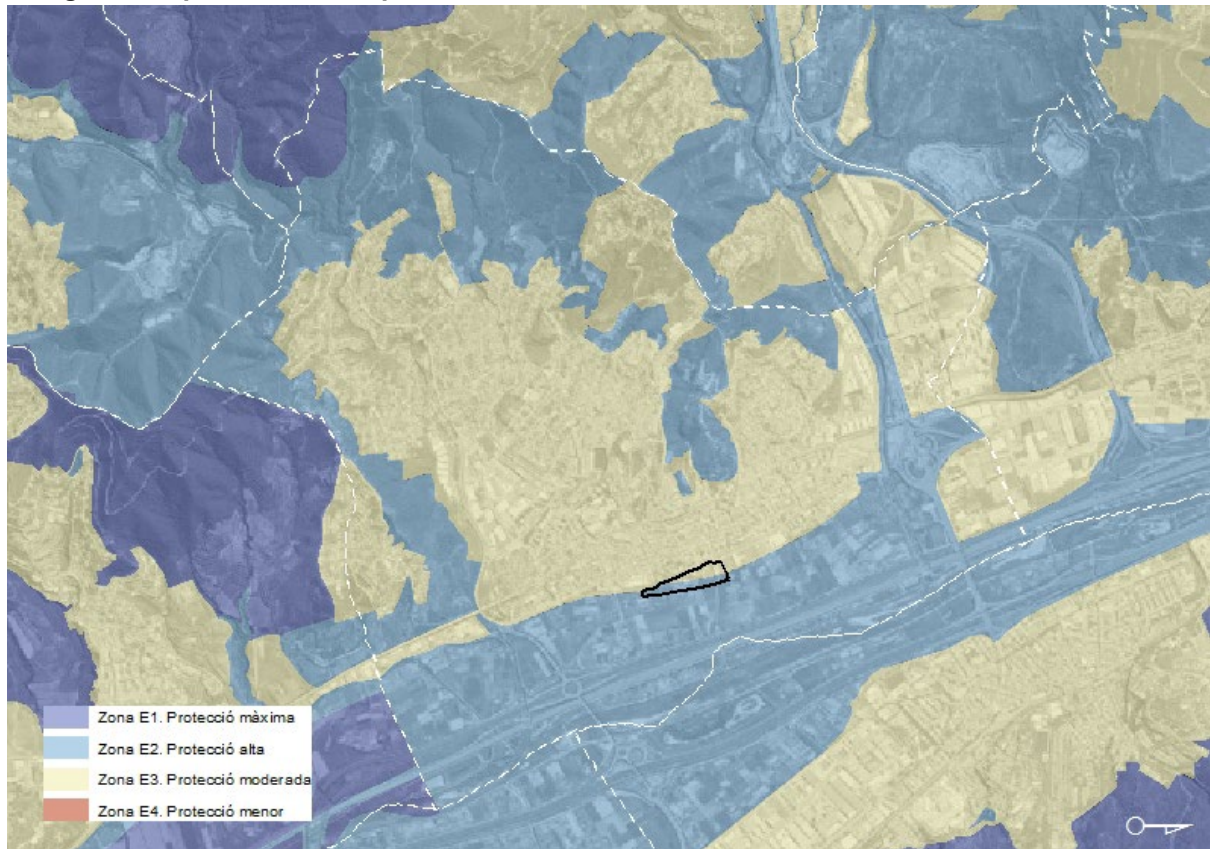 Zona E1. Protecció màxima
Zona E2. Protecció alta
Zona E3. Protecció moderada
Zona E4. Protecció menor